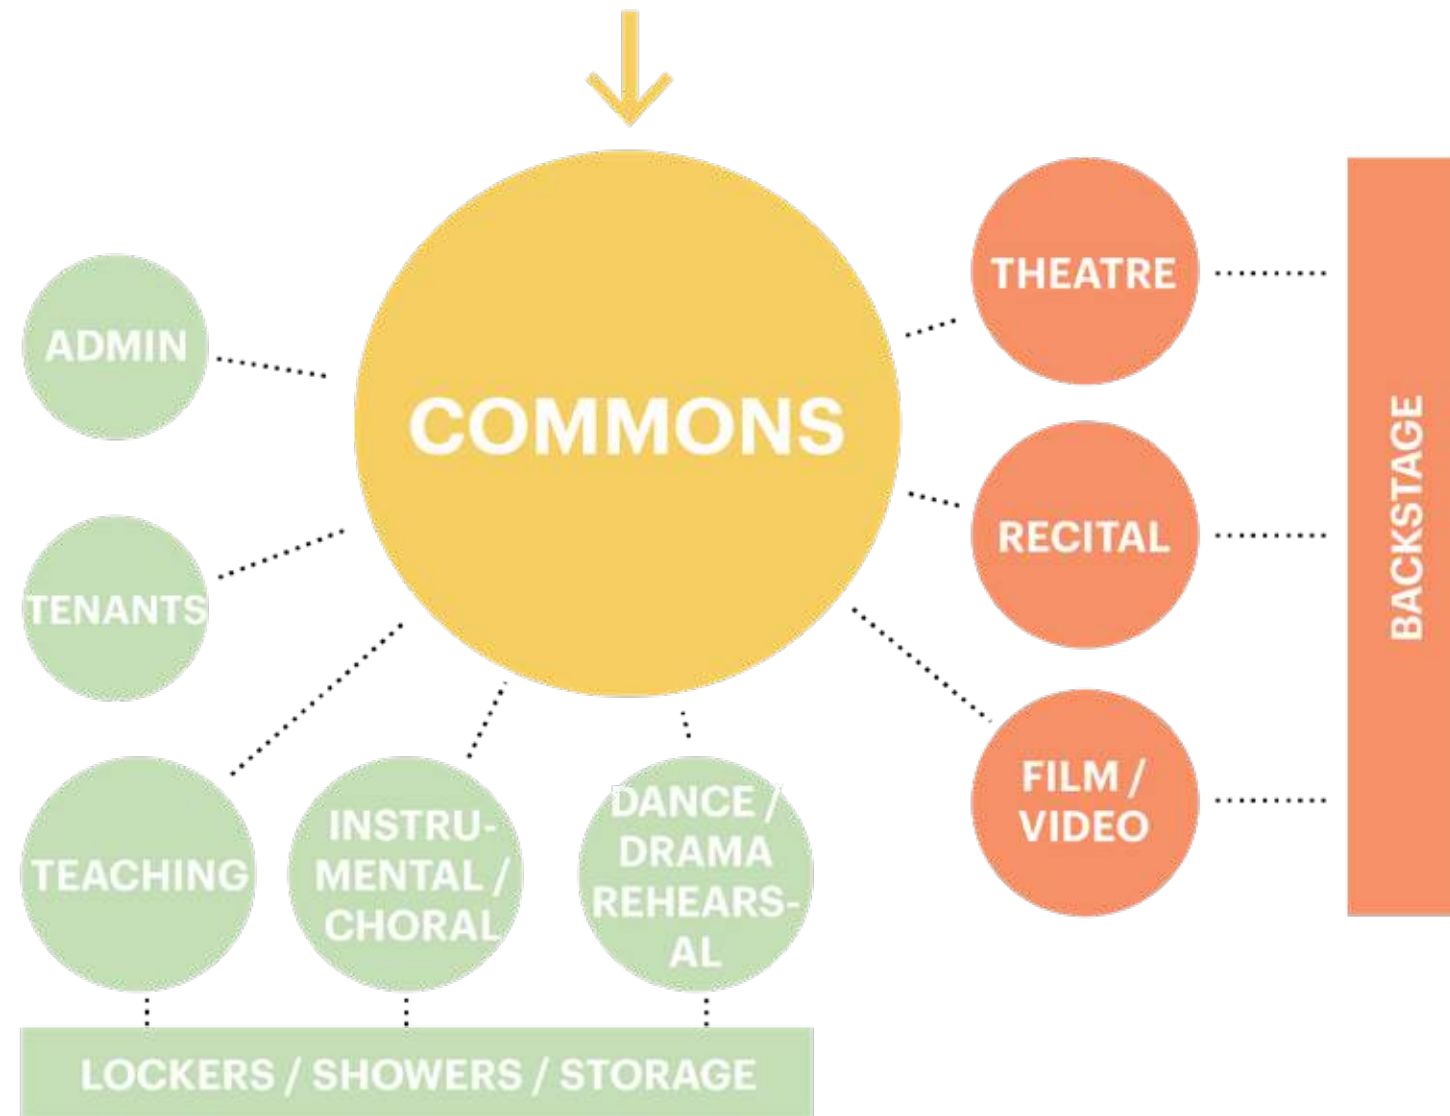 COMMONS
ADMIN
TENANTS
TEACHING
INSTRU-
MENTAL /
CHORAL
DANCE /
DRAMA
REHEARS-
AL
LOCKERS / SHOWERS / STORAGE
THEATRE
RECITAL
FILM /
VIDEO
BACKSTAGE